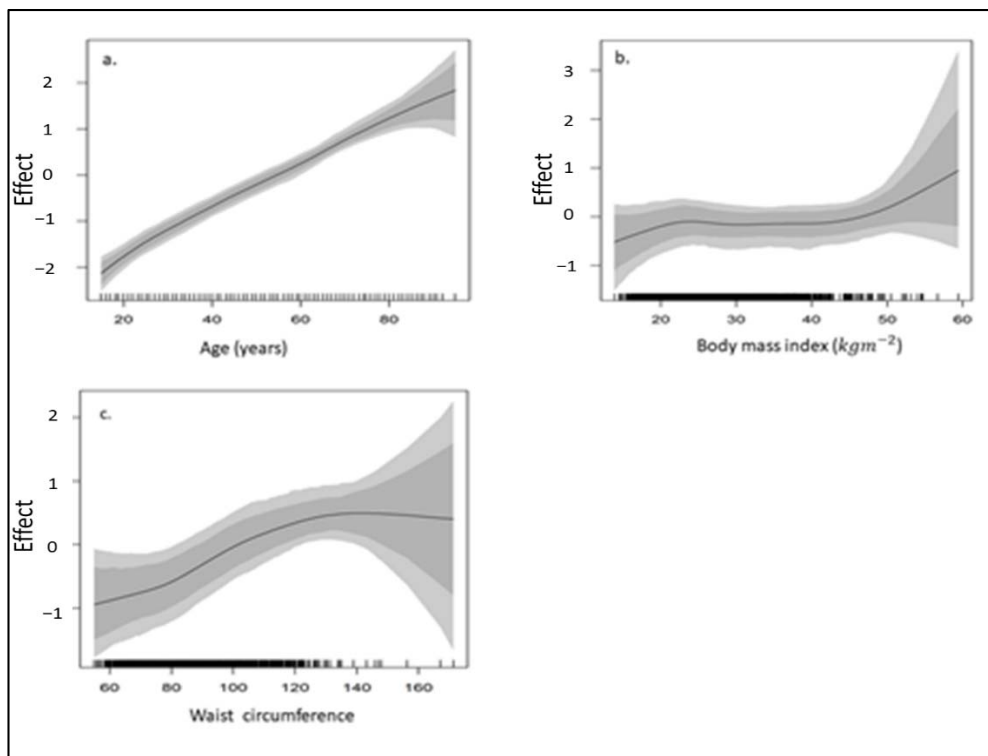 a.
Effect
2
1
0
−1
−2
20 40 60 80
Age (years)
b.
Effect
3
2
1
0
−1
20 30 40 50 60
Body mass index (kgm⁻²)
c.
Effect
2
1
0
−1
60 80 100 120 140 160
Waist circumference